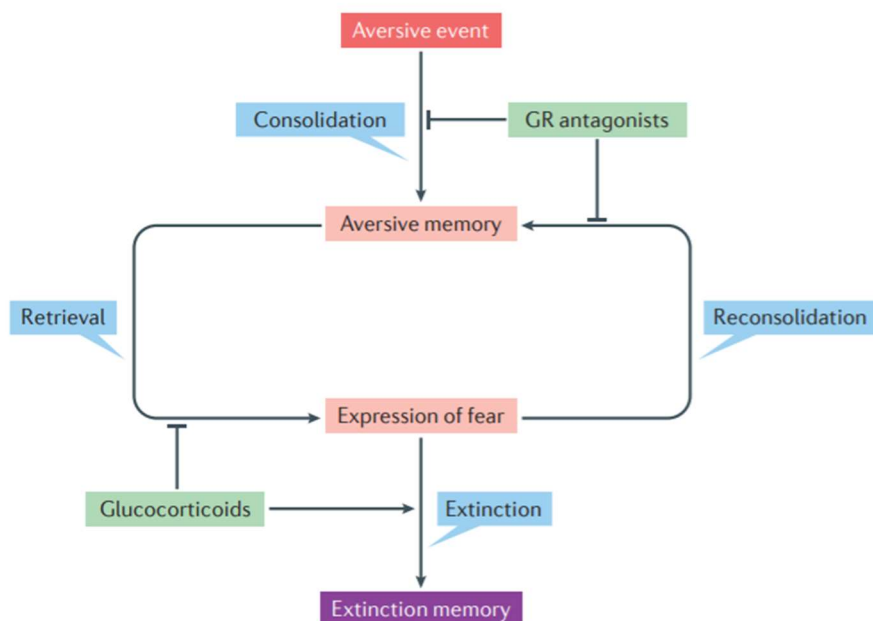 Aversive event
Consolidation
GR antagonists
Aversive memory
Retrieval
Reconsolidation
Expression of fear
Glucocorticoids
Extinction
Extinction memory